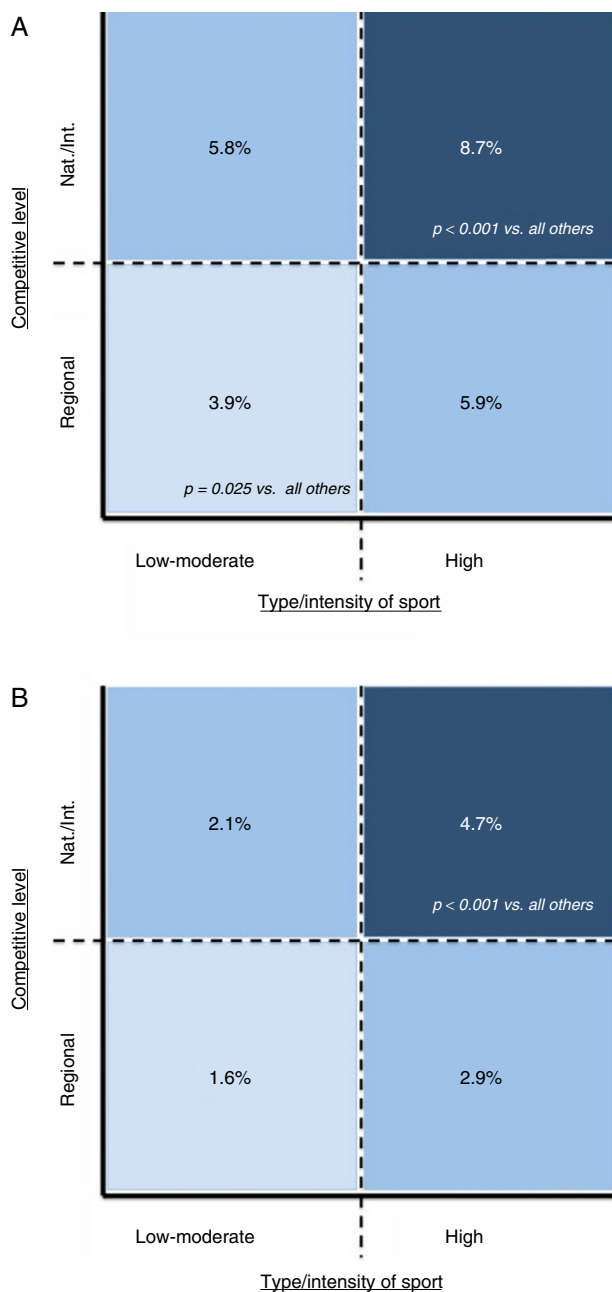 A
Competitive level
Nat./Int.
5.8%
8.7%
p < 0.001 vs. all others
Regional
3.9%
5.9%
p = 0.025 vs. all others
Low-moderate
High
Type/intensity of sport
B
Competitive level
Nat./Int.
2.1%
4.7%
p < 0.001 vs. all others
Regional
1.6%
2.9%
Low-moderate
High
Type/intensity of sport